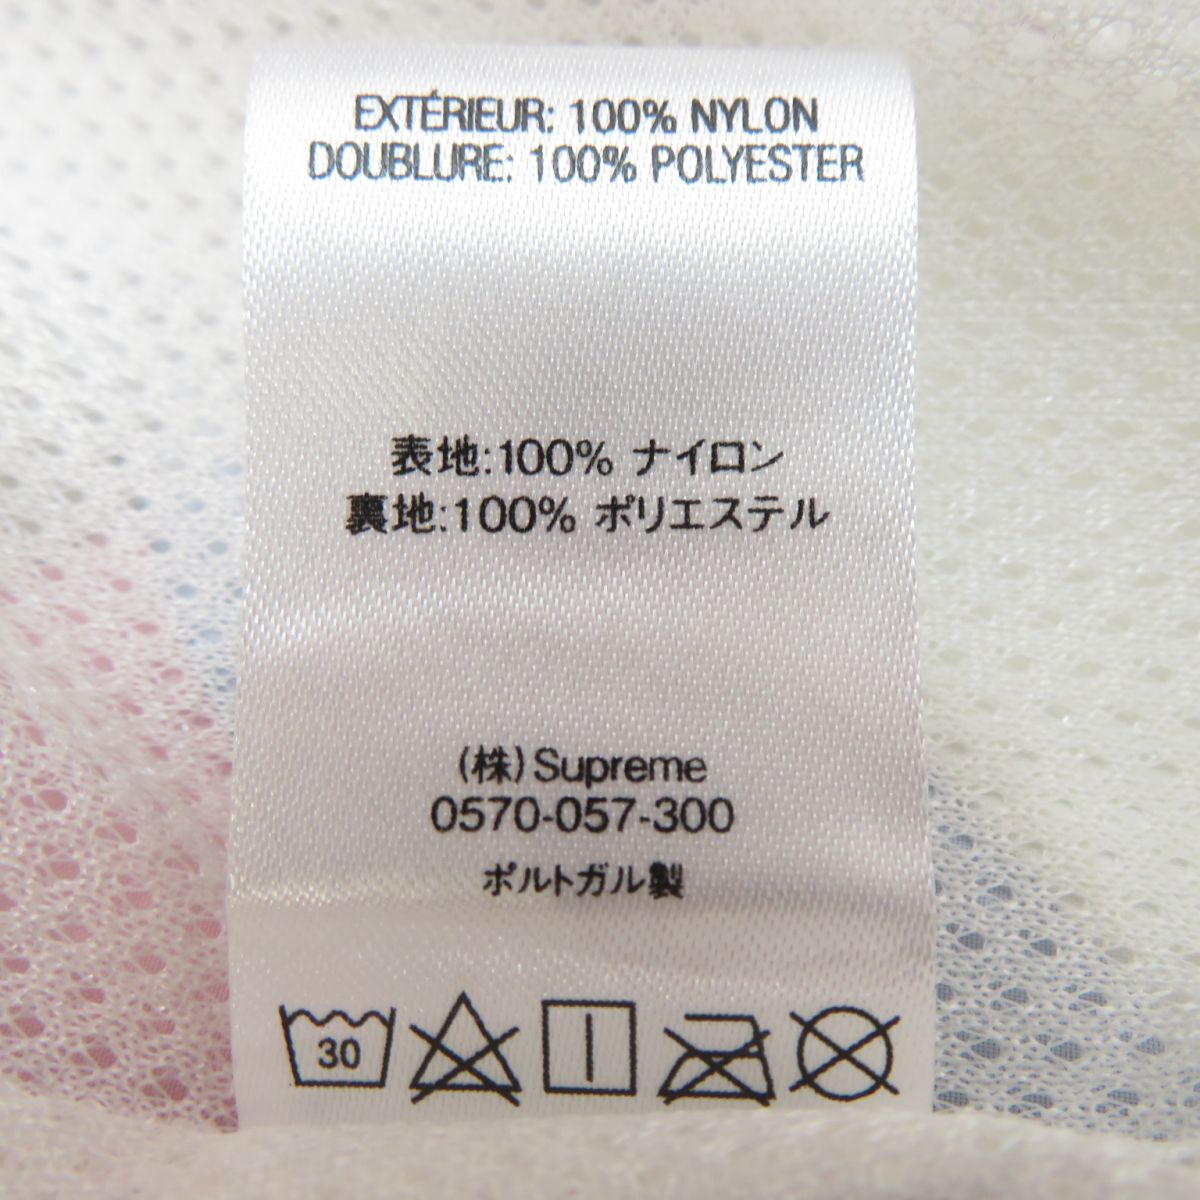 EXTÉRIEUR: 100% NYLON
DOUBLURE: 100% POLYESTER
表地:100% ナイロン
裏地:100% ポリエステル
(株)Supreme
0570-057-300
ポルトガル製
30